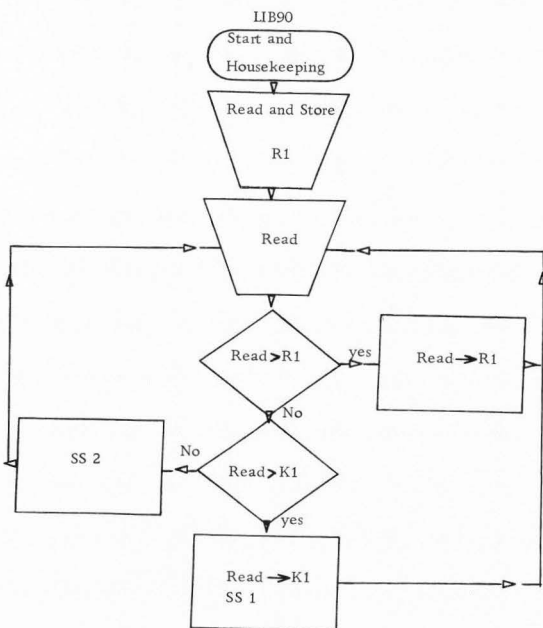 LIB90
Start and
Housekeeping
Read and Store
R1
Read
Read>R1
yes
Read→R1
No
Read>K1
No
SS 2
yes
Read→K1
SS 1